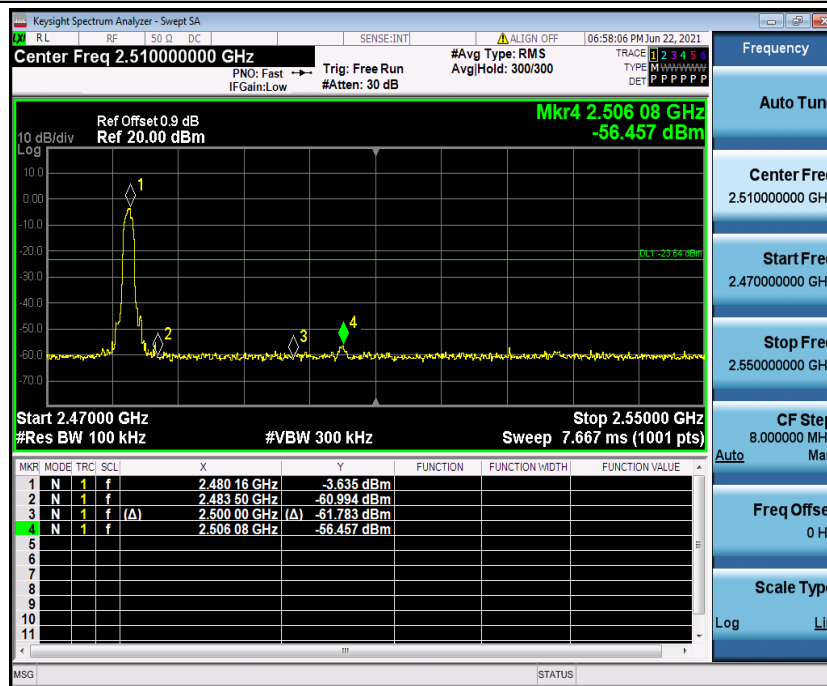 Keysight Spectrum Analyzer - Swept SA
LXI RL RF 50 Ω DC SENSE:INT ALIGN OFF 06:58:06 PM Jun 22, 2021
Center Freq 2.510000000 GHz #Avg Type: RMS TRACE 1 2 3 4 5 6
PNO: Fast Trig: Free Run Avg|Hold: 300/300 TYPE M W W W W W
IFGain:Low #Atten: 30 dB DET P P P P P P
Mkr4 2.506 08 GHz
Ref Offset 0.9 dB
10 dB/div Ref 20.00 dBm -56.457 dBm
Log
10.0
1
0.00
-10.0
-20.0
DL1 -23.64 dBm
-30.0
-40.0
-50.0
2 3 4
-60.0
-70.0
Start 2.47000 GHz Stop 2.55000 GHz
#Res BW 100 kHz #VBW 300 kHz Sweep 7.667 ms (1001 pts)
MKR MODE TRC SCL X Y FUNCTION FUNCTION WIDTH FUNCTION VALUE
1 N 1 f 2.480 16 GHz -3.635 dBm
2 N 1 f 2.483 50 GHz -60.994 dBm
3 N 1 f (Δ) 2.500 00 GHz (Δ) -61.783 dBm
4 N 1 f 2.506 08 GHz -56.457 dBm
5
6
7
8
9
10
11
MSG STATUS
Frequency
Auto Tun
Center Fre
2.510000000 GH
Start Fre
2.470000000 GH
Stop Fre
2.550000000 GH
CF Ste
8.000000 MH
Auto Ma
Freq Offse
0 H
Scale Typ
Log Li